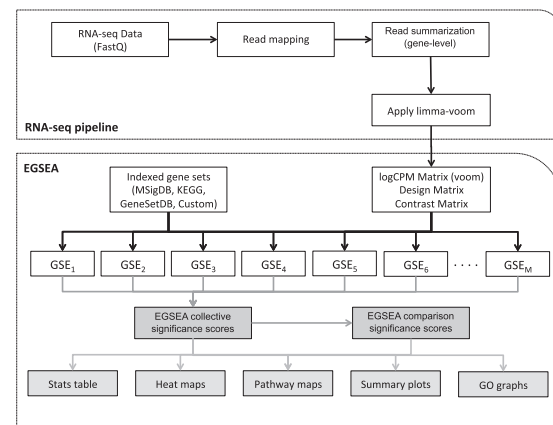 RNA-seq Data
(FastQ)
Read mapping
Read summarization
(gene-level)
Apply limma-voom
RNA-seq pipeline
EGSEA
Indexed gene sets
(MSigDB, KEGG,
GeneSetDB, Custom)
logCPM Matrix (voom)
Design Matrix
Contrast Matrix
GSE1
GSE2
GSE3
GSE4
GSE5
GSE6
....
GSEM
EGSEA collective
significance scores
EGSEA comparison
significance scores
Stats table
Heat maps
Pathway maps
Summary plots
GO graphs